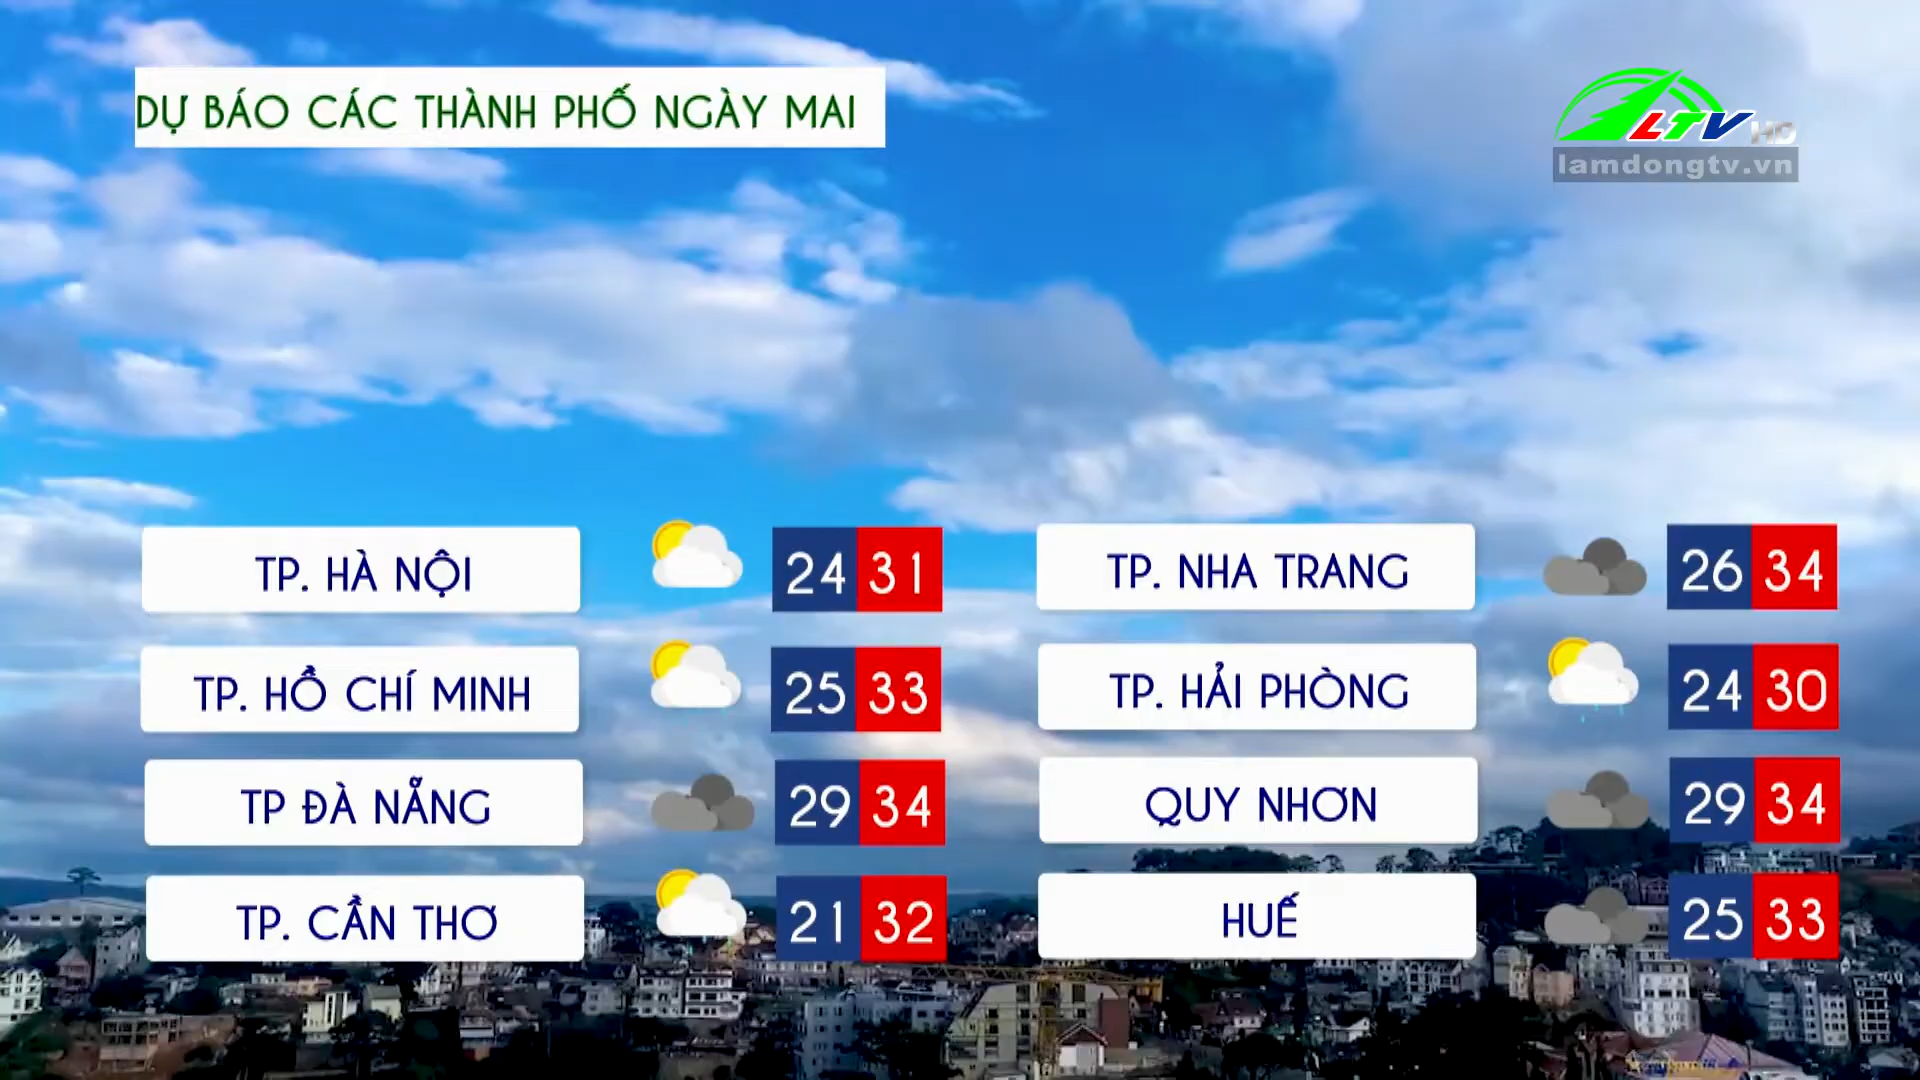 DỰ BÁO CÁC THÀNH PHỐ NGÀY MAI
LTV HD
lamdongtv.vn
TP. HÀ NỘI 24 31
TP. HỒ CHÍ MINH 25 33
TP ĐÀ NẴNG 29 34
TP. CẦN THƠ 21 32
TP. NHA TRANG 26 34
TP. HẢI PHÒNG 24 30
QUY NHƠN 29 34
HUẾ 25 33